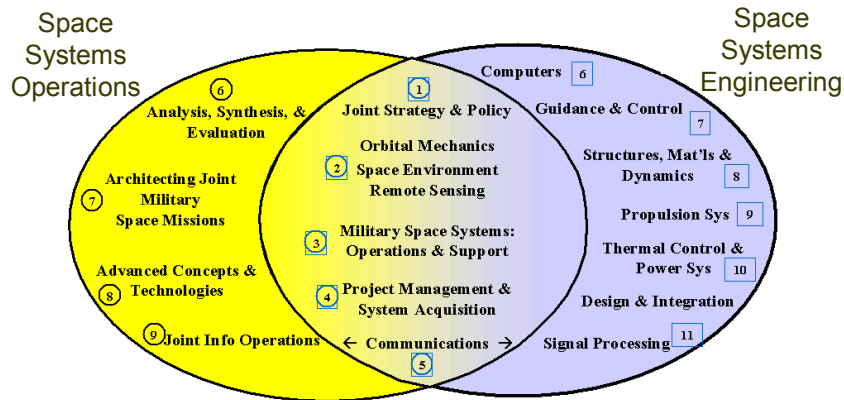 Space
Systems
Operations
Space
Systems
Engineering
6
Analysis, Synthesis, &
Evaluation
7
Architecting Joint
Military
Space Missions
Advanced Concepts &
Technologies
8
9
Joint Info Operations
1
Joint Strategy & Policy
Orbital Mechanics
2
Space Environment
Remote Sensing
3
Military Space Systems:
Operations & Support
4
Project Management &
System Acquisition
← Communications →
5
Computers 6
Guidance & Control
7
Structures, Mat'ls &
Dynamics 8
Propulsion Sys 9
Thermal Control &
Power Sys 10
Design & Integration
Signal Processing 11